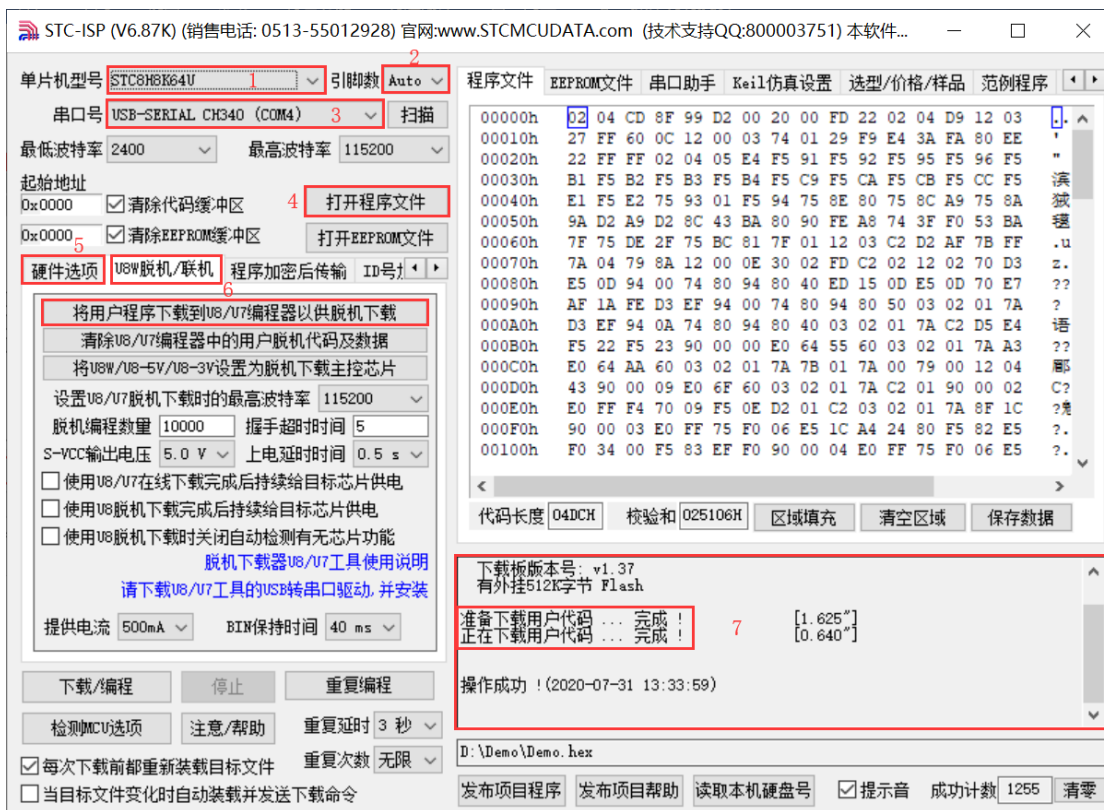 STC-ISP (V6.87K) (销售电话: 0513-55012928) 官网:www.STCMCUDATA.com (技术支持QQ:800003751) 本软件...
单片机型号 STC8H8K64U 1 引脚数 Auto 2
串口号 USB-SERIAL CH340 (COM4) 3 扫描
最低波特率 2400 最高波特率 115200
起始地址
0x0000 清除代码缓冲区 4 打开程序文件
0x0000 清除EEPROM缓冲区 打开EEPROM文件
5
硬件选项 U8W脱机/联机 程序加密后传输
6
将用户程序下载到U8/U7编程器以供脱机下载
清除U8/U7编程器中的用户脱机代码及数据
将U8W/U8-5V/U8-3V设置为脱机下载主控芯片
设置U8/U7脱机下载时的最高波特率 115200
脱机编程数量 10000 握手超时时间 5
S-VCC输出电压 5.0 V 上电延时时间 0.5 s
使用U8/U7在线下载完成后持续给目标芯片供电
使用U8脱机下载完成后持续给目标芯片供电
使用U8脱机下载时关闭自动检测有无芯片功能
脱机下载器U8/U7工具使用说明
请下载U8/U7工具的USB转串口驱动,并安装
提供电流 500mA BIN保持时间 40 ms
下载/编程 停止 重复编程
检测MCU选项 注意/帮助 重复延时 3 秒
每次下载前都重新装载目标文件 重复次数 无限
当目标文件变化时自动装载并发送下载命令
程序文件 EEPROM文件 串口助手 Keil仿真设置 选型/价格/样品 范例程序
00000h 02 04 CD 8F 99 D2 00 20 00 FD 22 02 04 D9 12 03 ..
00010h 27 FF 60 0C 12 00 03 74 01 29 F9 E4 3A FA 80 EE '
00020h 22 FF FF 02 04 05 E4 F5 91 F5 92 F5 95 F5 96 F5 "
00030h B1 F5 B2 F5 B3 F5 B4 F5 C9 F5 CA F5 CB F5 CC F5 滨
00040h E1 F5 E2 75 93 01 F5 94 75 8E 80 75 8C A9 75 8A
00050h 9A D2 A9 D2 8C 43 BA 80 90 FE A8 74 3F F0 53 BA
00060h 7F 75 DE 2F 75 BC 81 7F 01 12 03 C2 D2 AF 7B FF .u
00070h 7A 04 79 8A 12 00 0E 30 02 FD C2 02 12 02 70 D3 z.
00080h E5 0D 94 00 74 80 94 80 40 ED 15 0D E5 0D 70 E7 ??
00090h AF 1A FE D3 EF 94 00 74 80 94 80 50 03 02 01 7A ?
000A0h D3 EF 94 0A 74 80 94 80 40 03 02 01 7A C2 D5 E4 语
000B0h F5 22 F5 23 90 00 00 E0 64 55 60 03 02 01 7A A3 ??
000C0h E0 64 AA 60 03 02 01 7A 7B 01 7A 00 79 00 12 04 郿
000D0h 43 90 00 09 E0 6F 60 03 02 01 7A C2 01 90 00 02 C?
000E0h E0 FF F4 70 09 F5 0E D2 01 C2 03 02 01 7A 8F 1C
000F0h 90 00 03 E0 FF 75 F0 06 E5 1C A4 24 80 F5 82 E5 ?.
00100h F0 34 00 F5 83 EF F0 90 00 04 E0 FF 75 F0 06 E5 ?.
代码长度 04DCH 校验和 025106H 区域填充 清空区域 保存数据
下载板版本号: v1.37
有外挂512K字节 Flash
准备下载用户代码 ... 完成 ! [1.625"]
正在下载用户代码 ... 完成 ! [0.640"]
7
操作成功 !(2020-07-31 13:33:59)
D:\Demo\Demo.hex
发布项目程序 发布项目帮助 读取本机硬盘号 提示音 成功计数 1255 清零